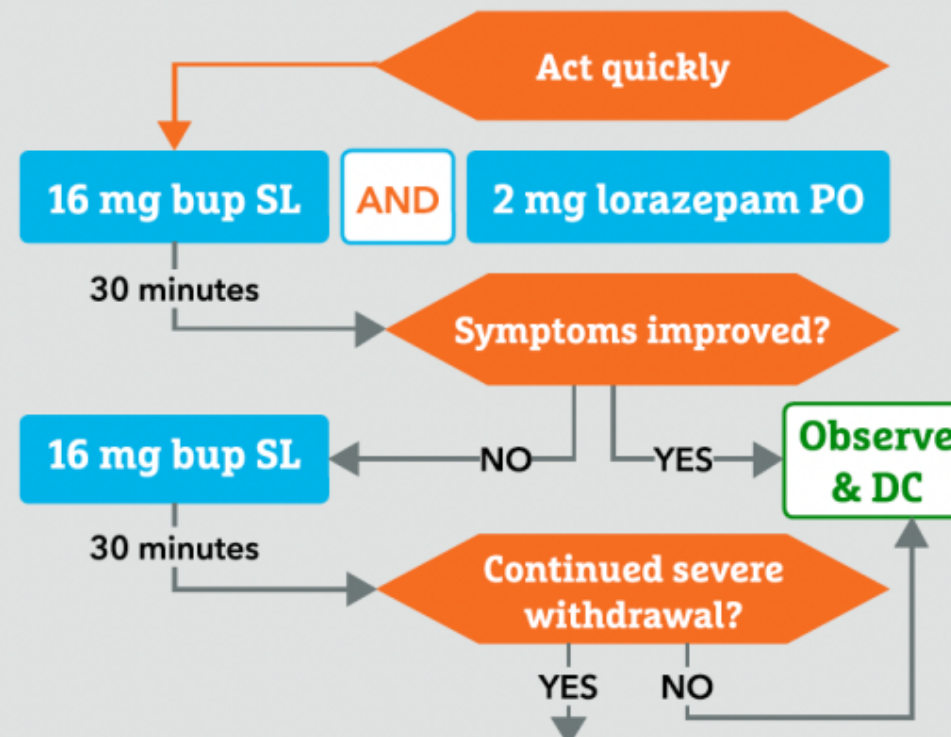 Act quickly
16 mg bup SL AND 2 mg lorazepam PO
30 minutes
Symptoms improved?
16 mg bup SL
NO
YES
Observe
& DC
30 minutes
Continued severe
withdrawal?
YES
NO